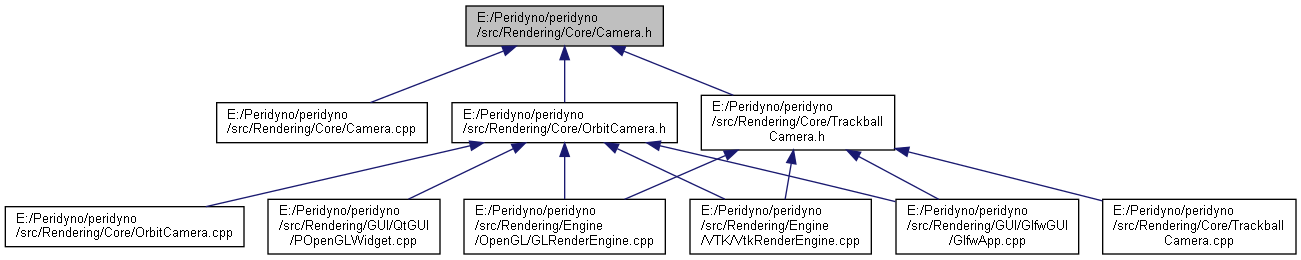 E:/Peridyno/peridyno
/src/Rendering/Core/Camera.h
E:/Peridyno/peridyno
/src/Rendering/Core/Camera.cpp
E:/Peridyno/peridyno
/src/Rendering/Core/OrbitCamera.h
E:/Peridyno/peridyno
/src/Rendering/Core/Trackball
Camera.h
E:/Peridyno/peridyno
/src/Rendering/Core/OrbitCamera.cpp
E:/Peridyno/peridyno
/src/Rendering/GUI/QtGUI
/POpenGLWidget.cpp
E:/Peridyno/peridyno
/src/Rendering/Engine
/OpenGL/GLRenderEngine.cpp
E:/Peridyno/peridyno
/src/Rendering/Engine
/VTK/VtkRenderEngine.cpp
E:/Peridyno/peridyno
/src/Rendering/GUI/GlfwGUI
/GlfwApp.cpp
E:/Peridyno/peridyno
/src/Rendering/Core/Trackball
Camera.cpp